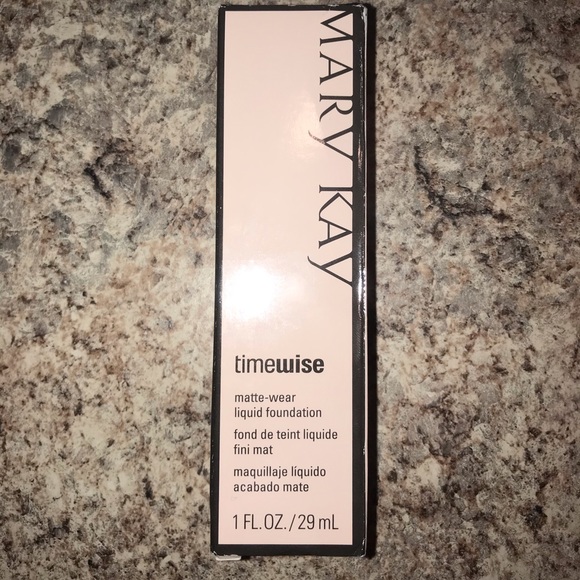 MARY KAY
timewise
matte-wear
liquid foundation
fond de teint liquide
fini mat
maquillaje líquido
acabado mate
1 FL.OZ./29 mL